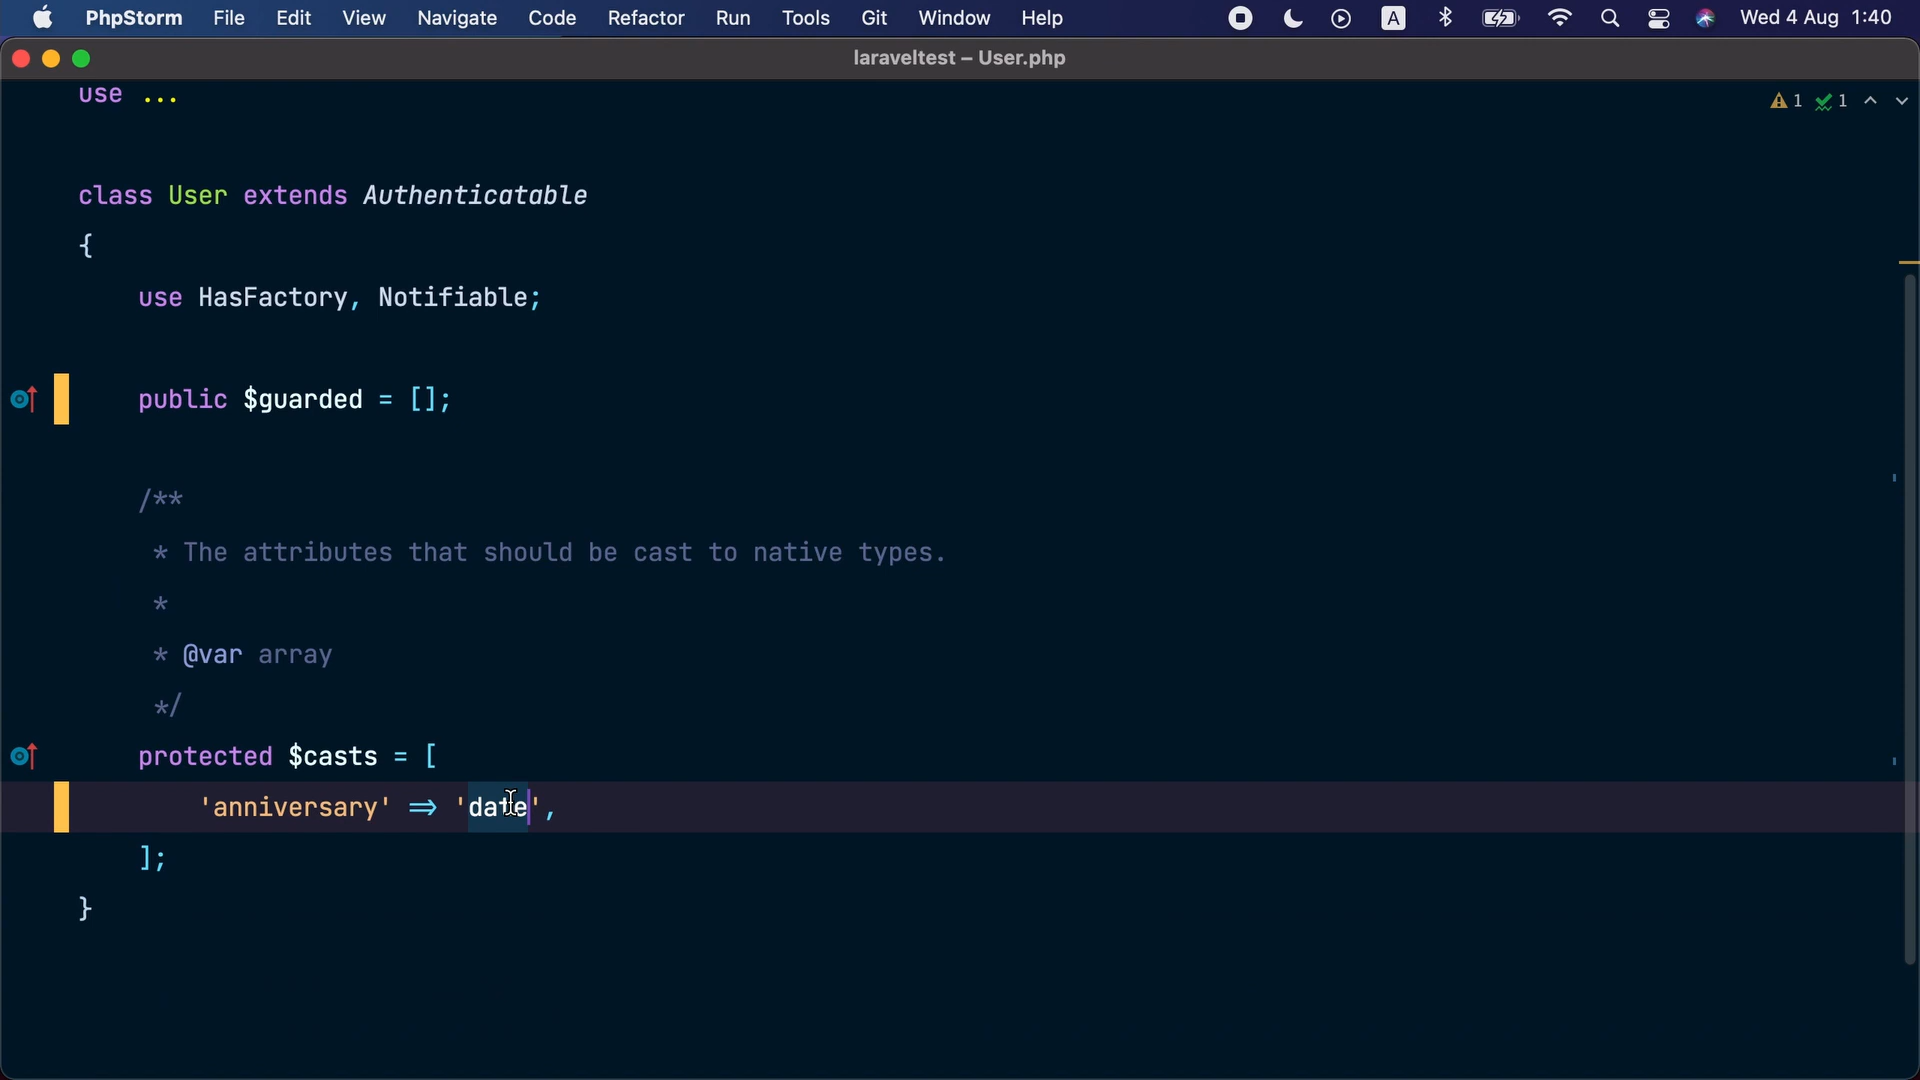 PhpStorm File Edit View Navigate Code Refactor Run Tools Git Window Help A Wed 4 Aug 1:40
laraveltest – User.php
use ...
1 1
class User extends Authenticatable
{
use HasFactory, Notifiable;
public $guarded = [];
/**
* The attributes that should be cast to native types.
*
* @var array
*/
protected $casts = [
'anniversary' => 'date',
];
}